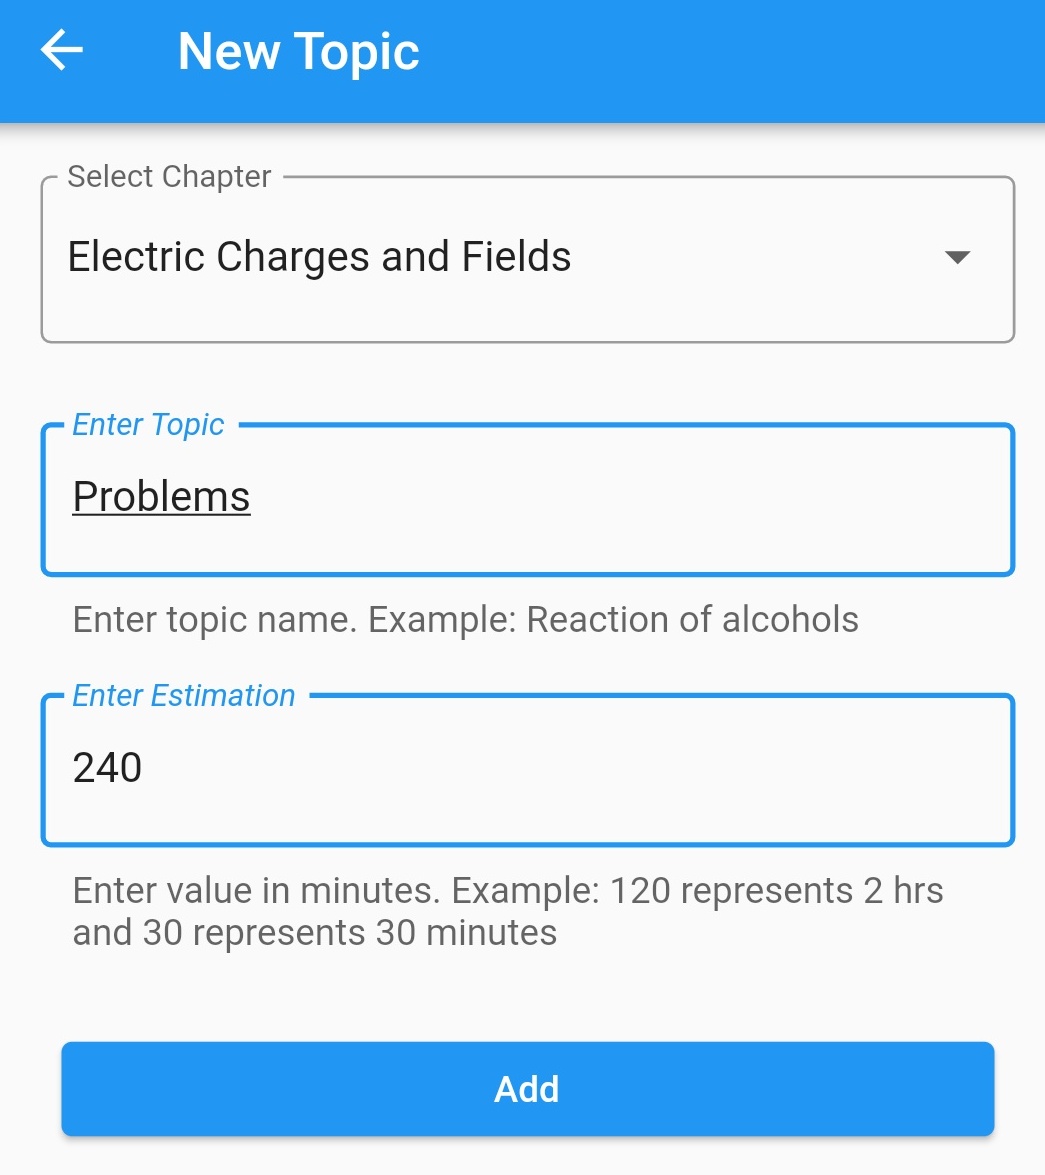 New Topic
Select Chapter
Electric Charges and Fields
Enter Topic
Problems
Enter topic name. Example: Reaction of alcohols
Enter Estimation
240
Enter value in minutes. Example: 120 represents 2 hrs
and 30 represents 30 minutes
Add